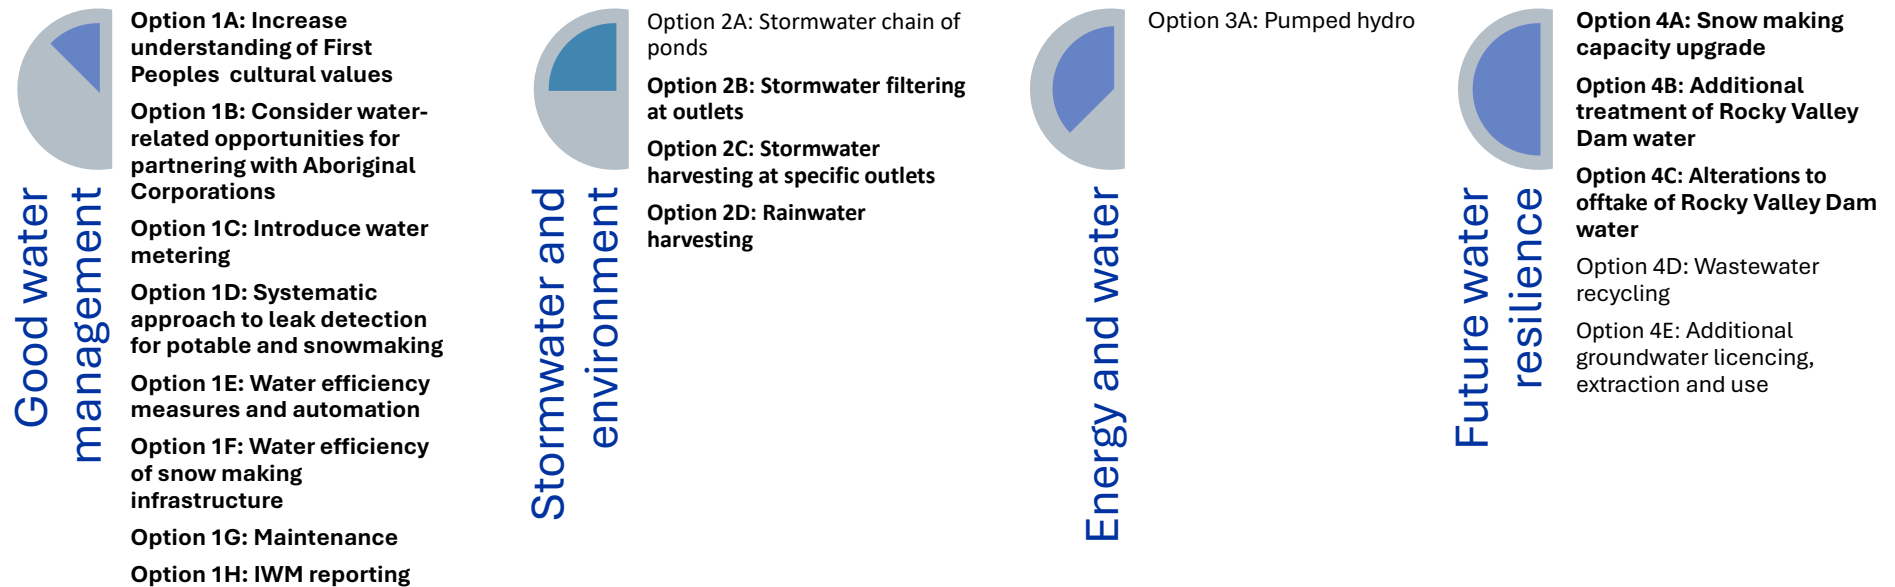 Good water
management
Option 1A: Increase
understanding of First
Peoples cultural values
Option 1B: Consider water-
related opportunities for
partnering with Aboriginal
Corporations
Option 1C: Introduce water
metering
Option 1D: Systematic
approach to leak detection
for potable and snowmaking
Option 1E: Water efficiency
measures and automation
Option 1F: Water efficiency
of snow making
infrastructure
Option 1G: Maintenance
Option 1H: IWM reporting
Stormwater and
environment
Option 2A: Stormwater chain of
ponds
Option 2B: Stormwater filtering
at outlets
Option 2C: Stormwater
harvesting at specific outlets
Option 2D: Rainwater
harvesting
Energy and water
Option 3A: Pumped hydro
Future water
resilience
Option 4A: Snow making
capacity upgrade
Option 4B: Additional
treatment of Rocky Valley
Dam water
Option 4C: Alterations to
offtake of Rocky Valley Dam
water
Option 4D: Wastewater
recycling
Option 4E: Additional
groundwater licencing,
extraction and use